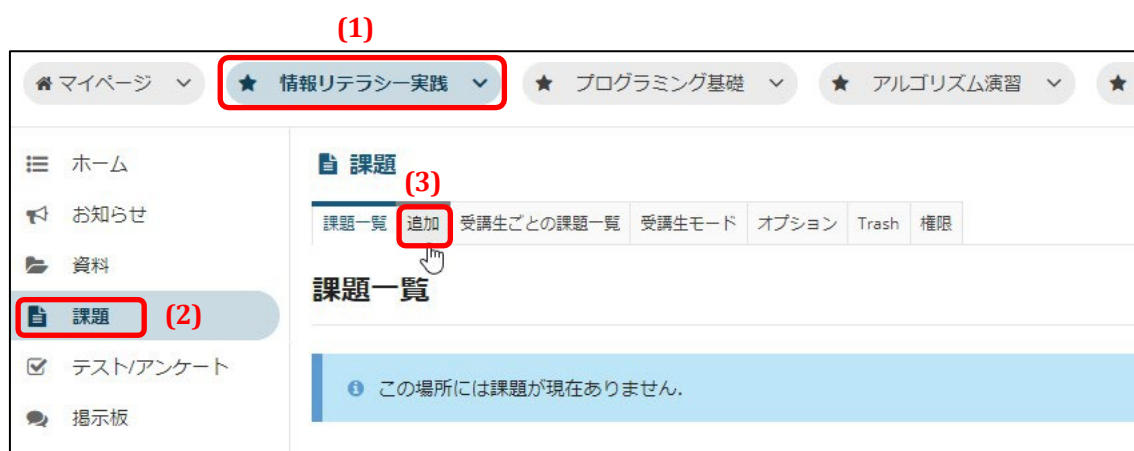 (1)
マイページ 情報リテラシー実践 プログラミング基礎 アルゴリズム演習
ホーム
お知らせ
資料
課題 (2)
テスト/アンケート
掲示板
課題
(3)
課題一覧 追加 受講生ごとの課題一覧 受講生モード オプション Trash 権限
課題一覧
この場所には課題が現在ありません.